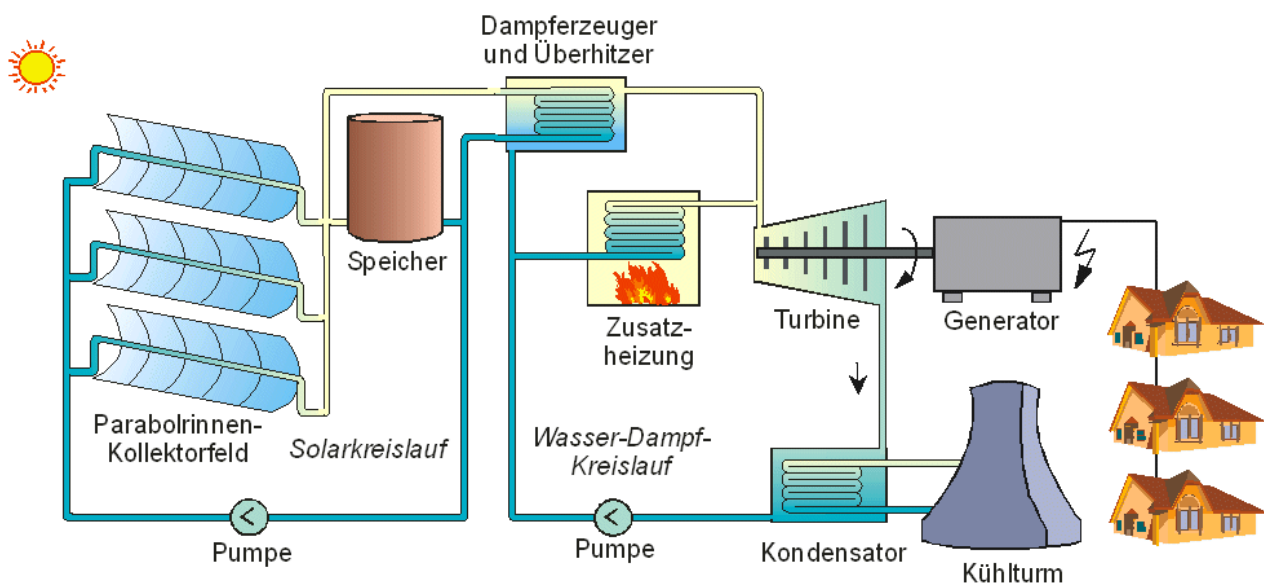 Dampferzeuger
und Überhitzer
Speicher
Zusatz-
heizung
Turbine
Generator
Parabolrinnen-
Kollektorfeld
Solarkreislauf
Wasser-Dampf-
Kreislauf
Pumpe
Pumpe
Kondensator
Kühlturm